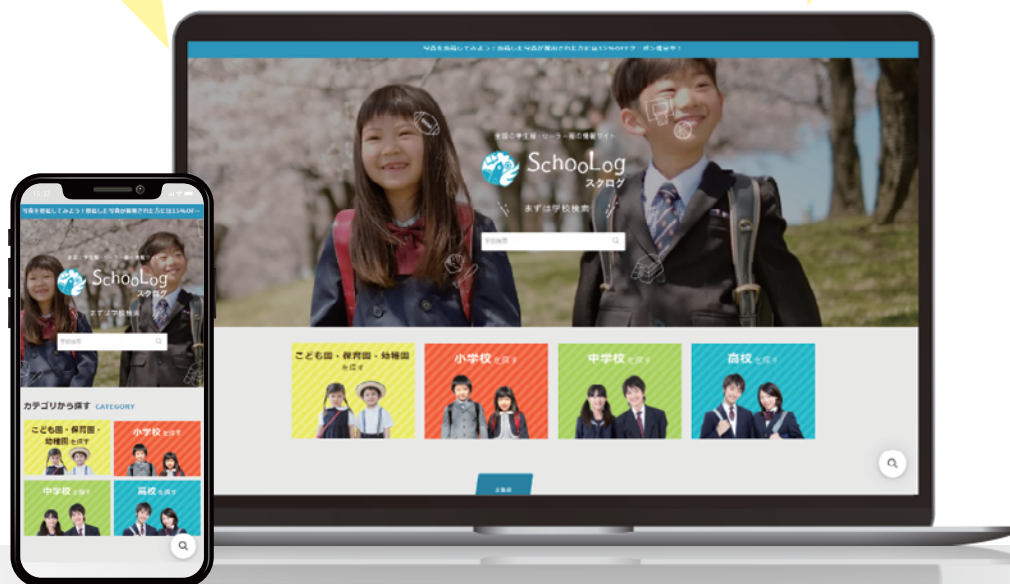 写真を投稿してみよう！投稿した写真が採用された方には15%OFFクーポン進呈中！
全国の学生服・セーラー服の情報サイト
SchooLog
スクログ
まずは学校検索
学校検索
こども園・保育園・幼稚園
を探す
小学校を探す
中学校を探す
高校を探す
写真を投稿してみよう！投稿した写真が採用された方には15%OF…
SchooLog
スクログ
まずは学校検索
学校検索
カテゴリから探す CATEGORY
こども園・保育園・
幼稚園を探す
小学校を探す
中学校を探す
高校を探す